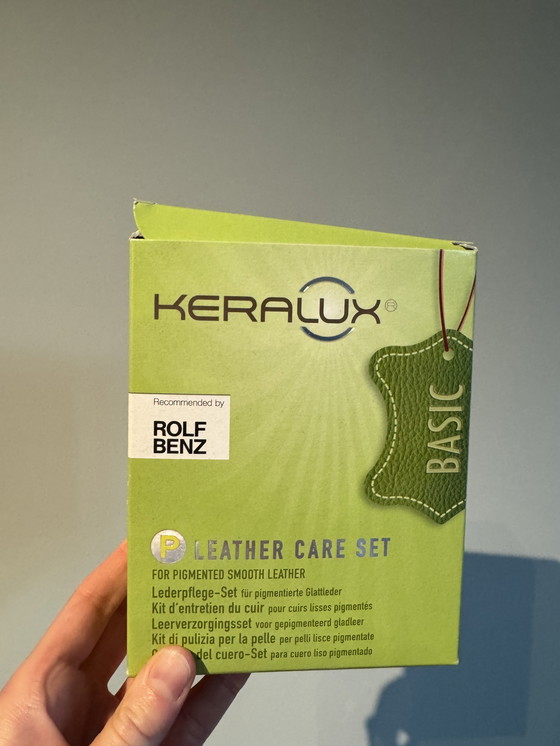 KERALUX®
BASIC
Recommended by
ROLF
BENZ
P LEATHER CARE SET
FOR PIGMENTED SMOOTH LEATHER
Lederpflege-Set für pigmentierte Glattleder
Kit d'entretien du cuir pour cuirs lisses pigmentés
Leerverzorgingsset voor gepigmenteerd gladleer
Kit di pulizia per la pelle per pelli lisce pigmentate
del cuero-Set para cuero liso pigmentado